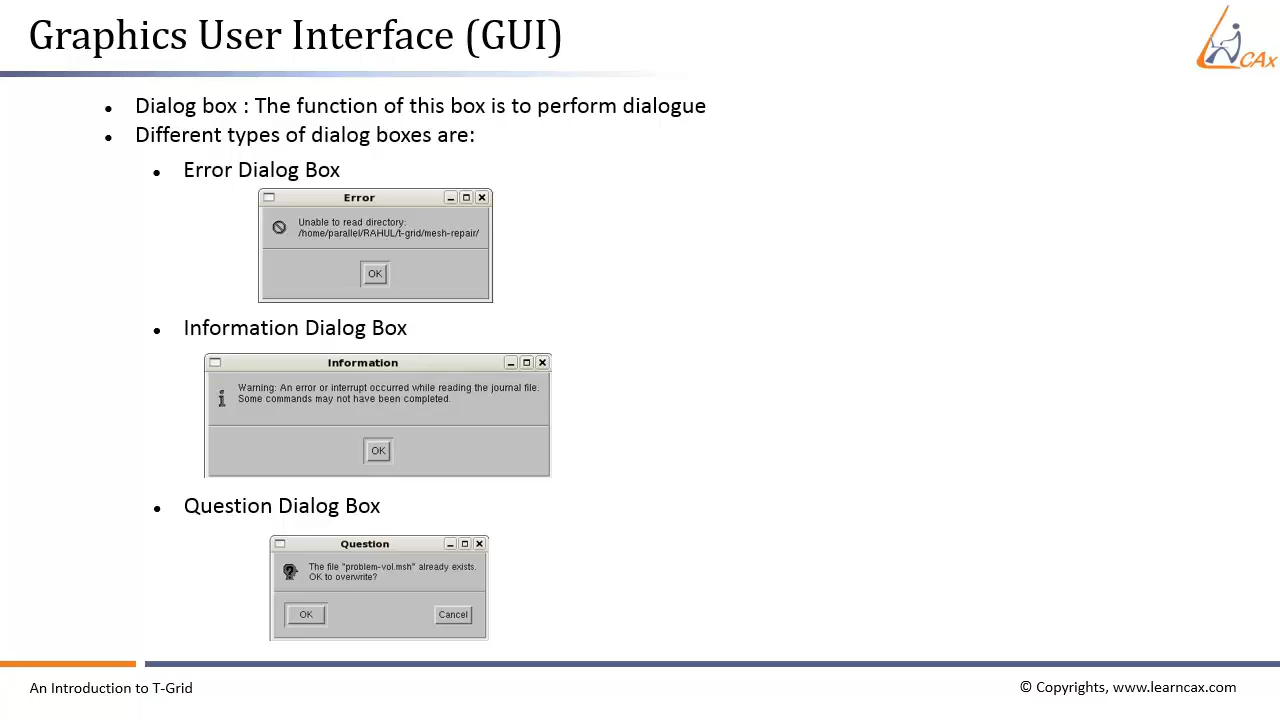 Graphics User Interface (GUI)
CAx
Dialog box : The function of this box is to perform dialogue
Different types of dialog boxes are:
Error Dialog Box
Error
Unable to read directory:
/home/parallel/RAHUL/t-grid/mesh-repair/
OK
Information Dialog Box
Information
Warning: An error or interrupt occurred while reading the journal file.
Some commands may not have been completed.
OK
Question Dialog Box
Question
The file "problem-vol.msh" already exists.
OK to overwrite?
OK Cancel
An Introduction to T-Grid
© Copyrights, www.learncax.com